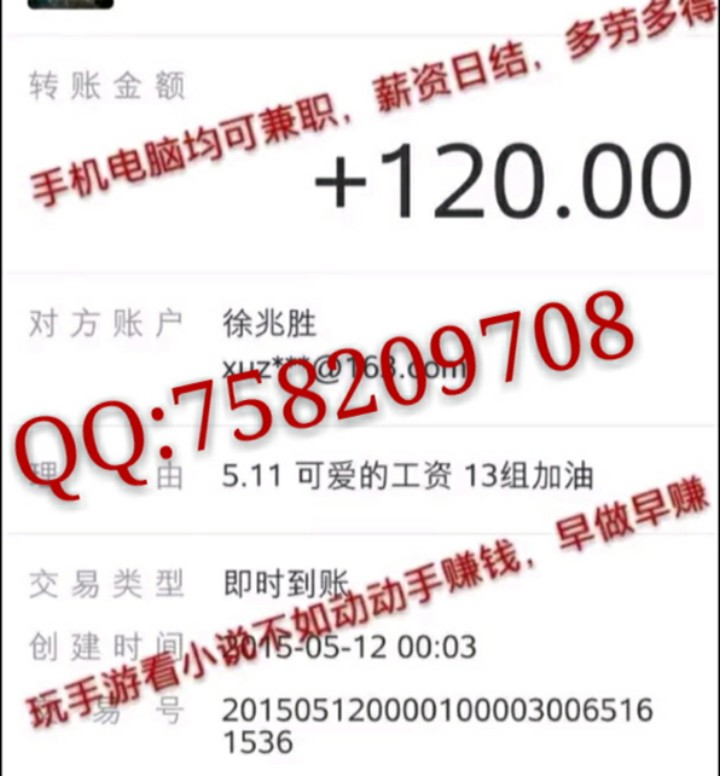 转账金额
手机电脑均可兼职，薪资日结，多劳多得
+120.00
对方账户 徐兆胜
xuz***@163.com
QQ:758209708
理由 5.11 可爱的工资 13组加油
交易类型 即时到账
创建时间 2015-05-12 00:03
玩手游看小说不如动动手赚钱，早做早赚
易号 20150512000010000300651​6
1536